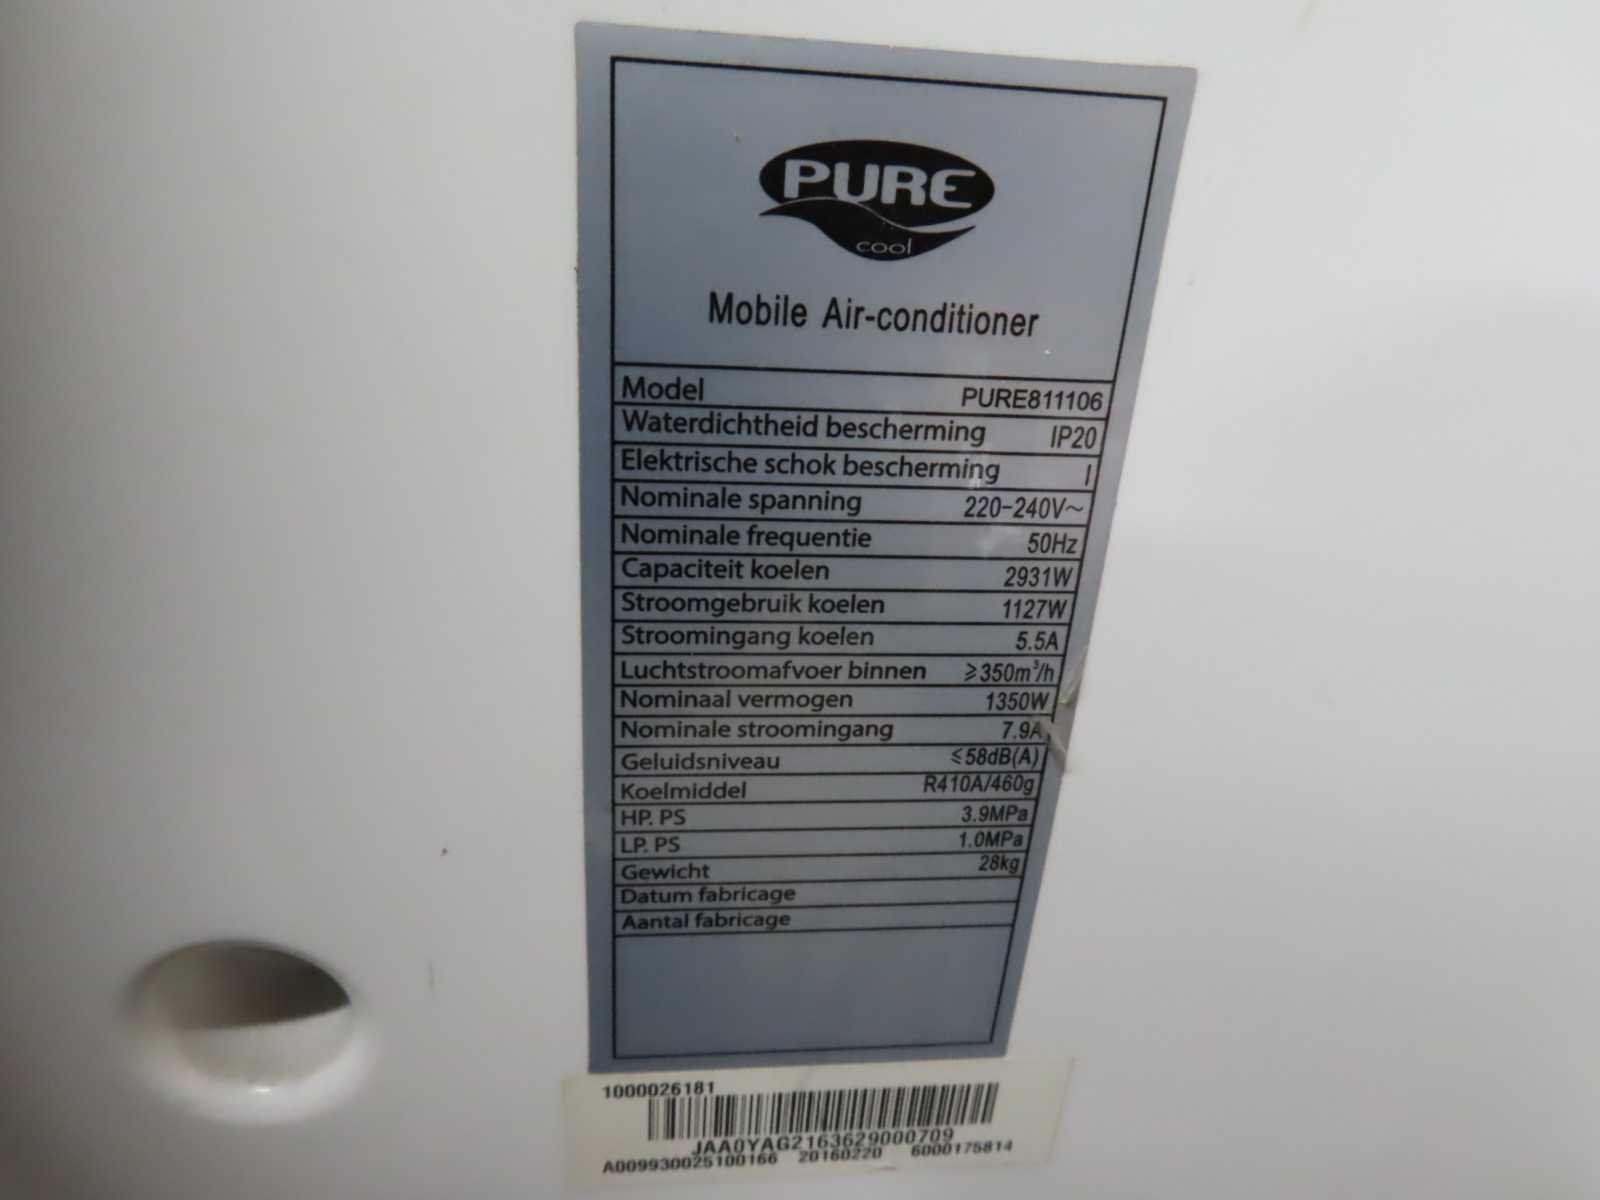 PURE
cool
Mobile Air-conditioner
Model PURE811106
Waterdichtheid bescherming IP20
Elektrische schok bescherming I
Nominale spanning 220-240V~
Nominale frequentie 50Hz
Capaciteit koelen 2931W
Stroomgebruik koelen 1127W
Stroomingang koelen 5.5A
Luchtstroomafvoer binnen ≥350m³/h
Nominaal vermogen 1350W
Nominale stroomingang 7.9A
Geluidsniveau ≤58dB(A)
Koelmiddel R410A/460g
HP. PS 3.9MPa
LP. PS 1.0MPa
Gewicht 28kg
Datum fabricage
Aantal fabricage
1000026181
JAA0YAG2163629000709
A009930025100166 20160220 6000175814